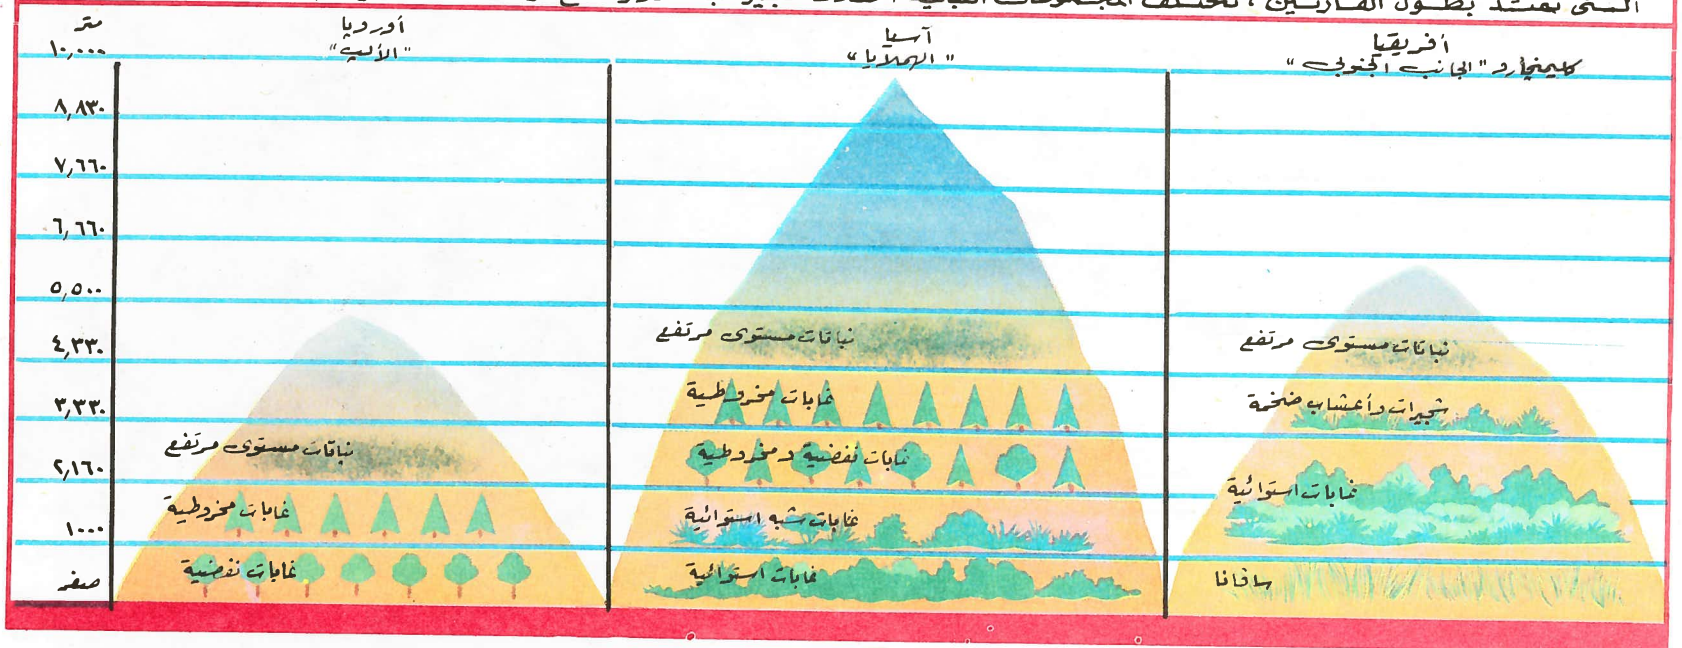 المجموعات
متر
١٠,٠٠٠
٨,٨٣٠
٧,٦٦٠
٦,٦٦٠
٥,٥٠٠
٤,٣٣٠
٣,٣٣٠
٢,١٦٠
١٠٠٠
صفر
أوروبا
"الألب"
نباتات مستوى مرتفع
غابات مخروطية
غابات نفضية
آسيا
"الهملايا"
نباتات مستوى مرتفع
غابات مخروطية
غابات نفضية ومخروطية
غابات شبه استوائية
غابات استوائية
أفريقيا
كليمنجارو "الجانب الجنوبي"
نباتات مستوى مرتفع
شجيرات وأعشاب ضخمة
غابات استوائية
سافانا